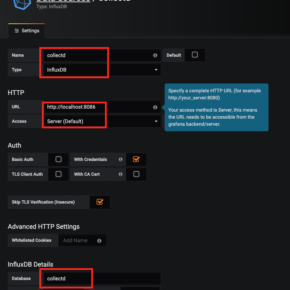 Type: InfluxDB
Settings
Name
collectd
Default
Type
InfluxDB
HTTP
URL
http://localhost:8086
Access
Server (Default)
Specify a complete HTTP URL (for example
http://your_server:8080)
Your access method is Server, this means
the URL needs to be accessible from the
grafana backend/server.
Auth
Basic Auth
With Credentials
TLS Client Auth
With CA Cert
Skip TLS Verification (Insecure)
Advanced HTTP Settings
Whitelisted Cookies
Add Name
InfluxDB Details
Database
collectd